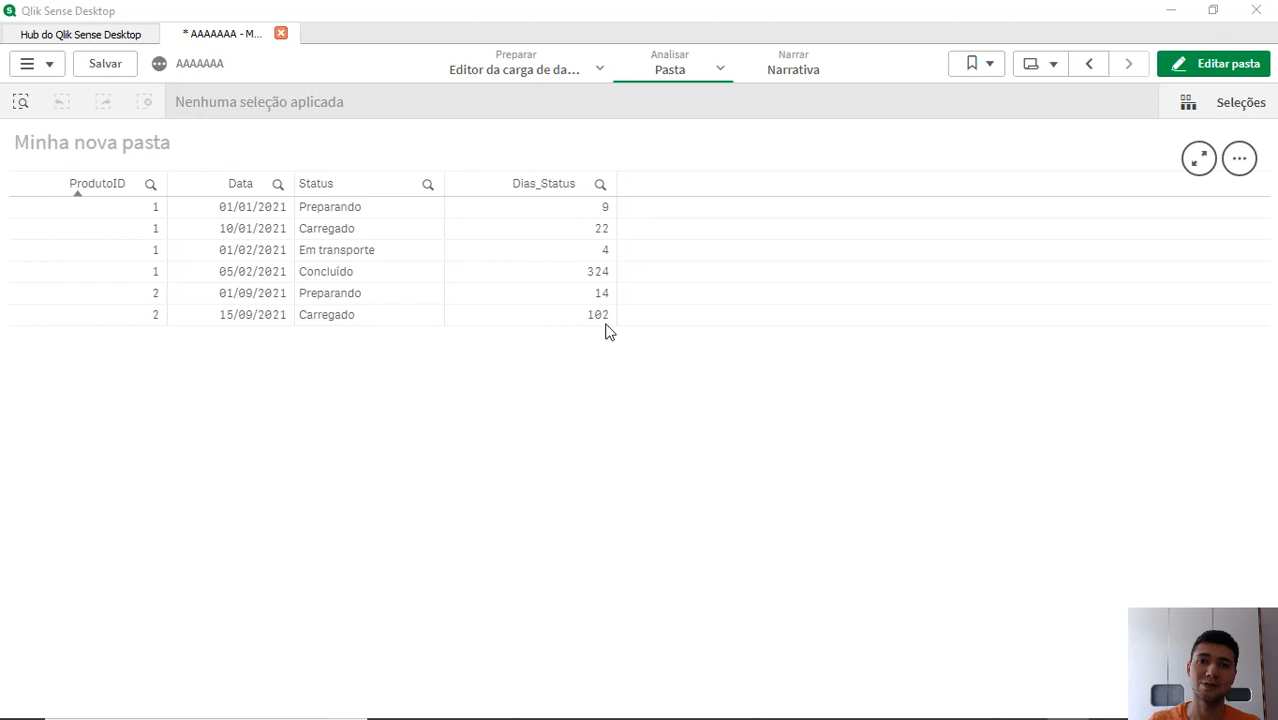 Qlik Sense Desktop
Hub do Qlik Sense Desktop
* AAAAAAA - M...
Salvar
AAAAAAA
Preparar
Editor da carga de da...
Analisar
Pasta
Narrar
Narrativa
Editar pasta
Nenhuma seleção aplicada
Seleções
Minha nova pasta
ProdutoID Data Status Dias_Status
1 01/01/2021 Preparando 9
1 10/01/2021 Carregado 22
1 01/02/2021 Em transporte 4
1 05/02/2021 Concluído 324
2 01/09/2021 Preparando 14
2 15/09/2021 Carregado 102